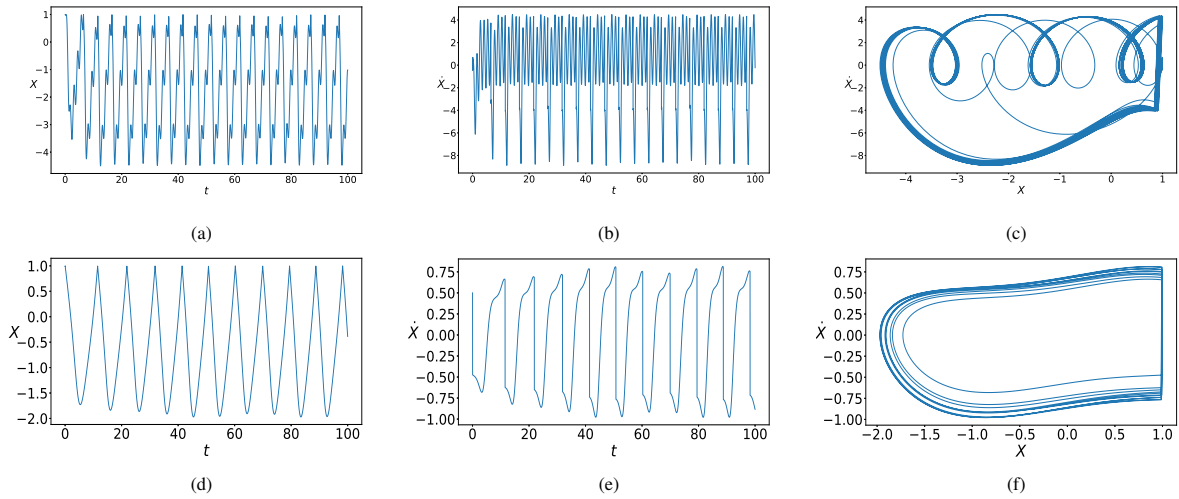 1
0
−1
X
−2
−3
−4
0 20 40 60 80 100
t
(a)
4
2
0
Ẋ
−2
−4
−6
−8
0 20 40 60 80 100
t
(b)
4
2
0
Ẋ
−2
−4
−6
−8
−4 −3 −2 −1 0 1
X
(c)
1.0
0.5
0.0
X
−0.5
−1.0
−1.5
−2.0
0 20 40 60 80 100
t
(d)
0.75
0.50
0.25
Ẋ 0.00
−0.25
−0.50
−0.75
−1.00
0 20 40 60 80 100
t
(e)
0.75
0.50
0.25
Ẋ 0.00
−0.25
−0.50
−0.75
−1.00
−2.0 −1.5 −1.0 −0.5 0.0 0.5 1.0
X
(f)